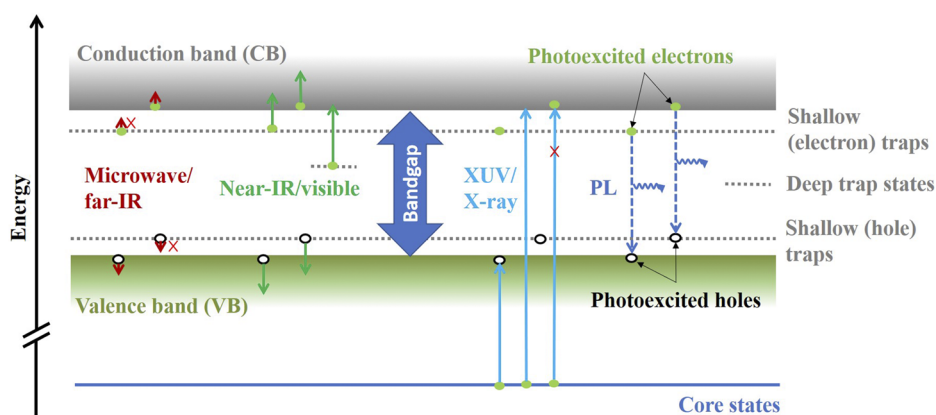 Conduction band (CB)
Photoexcited electrons
Shallow
(electron) traps
Microwave/
far-IR
Near-IR/visible
Bandgap
XUV/
X-ray
PL
Deep trap states
Energy
Shallow (hole)
traps
Valence band (VB)
Photoexcited holes
Core states